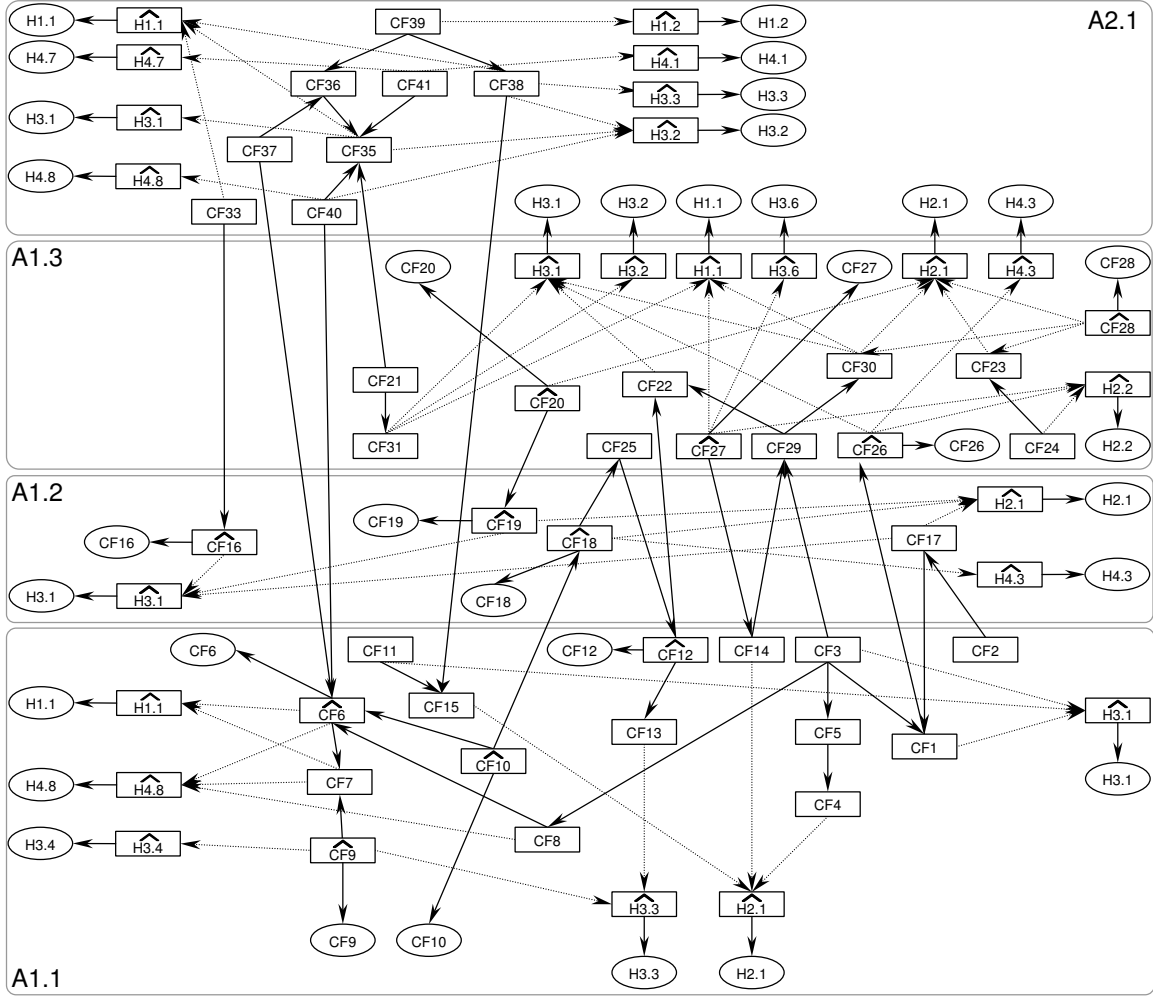 A2.1
H1.1
H1.1
CF39
H1.2
H1.2
H4.7
H4.7
CF36
CF41
CF38
H4.1
H4.1
H3.3
H3.3
H3.1
H3.1
CF37
CF35
H3.2
H3.2
H4.8
H4.8
CF33
CF40
A1.3
H3.1
H3.2
H1.1
H3.6
H2.1
H4.3
CF20
H3.1
H3.2
H1.1
H3.6
CF27
H2.1
H4.3
CF28
CF28
CF21
CF20
CF22
CF30
CF23
H2.2
CF31
CF25
CF27
CF29
CF26
CF26
CF24
H2.2
A1.2
CF19
CF19
H2.1
H2.1
CF16
CF16
CF18
CF17
H3.1
H3.1
CF18
H4.3
H4.3
A1.1
CF6
CF11
CF12
CF12
CF14
CF3
CF2
H1.1
H1.1
CF6
CF15
CF13
CF5
CF1
H3.1
H4.8
H4.8
CF7
CF10
CF4
H3.1
H3.4
H3.4
CF9
CF8
H3.3
H2.1
CF9
CF10
H3.3
H2.1